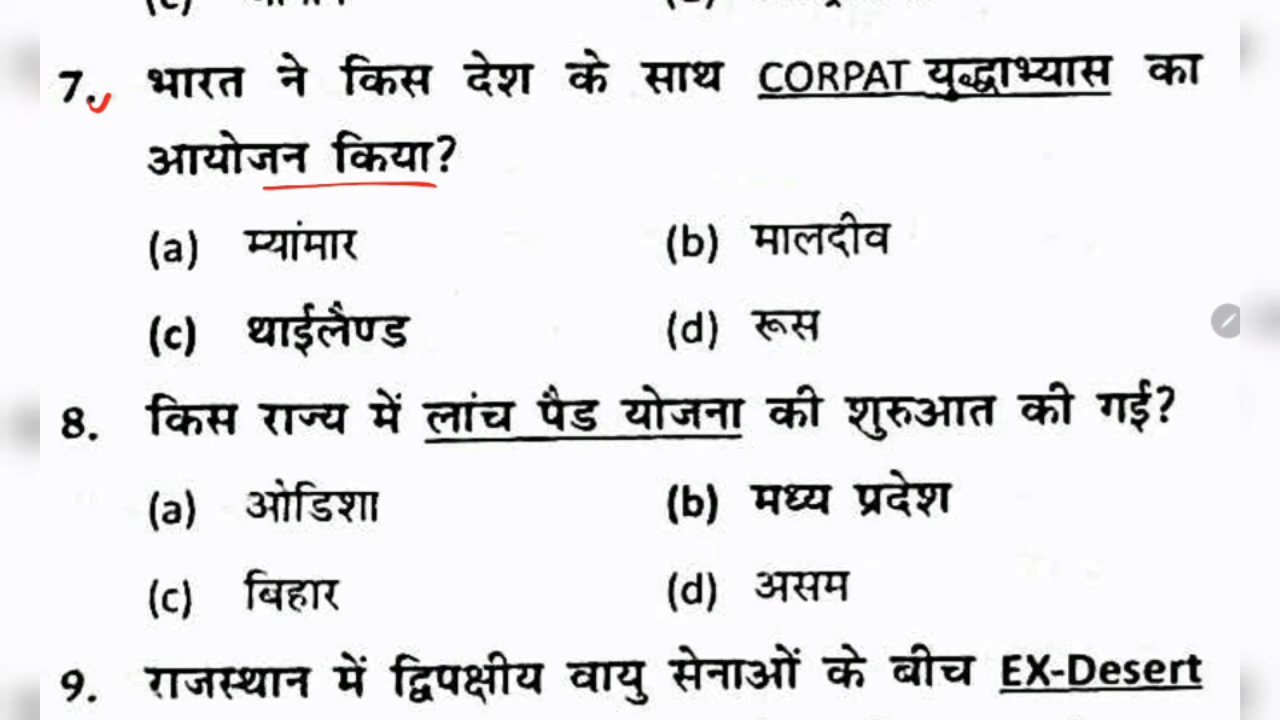 7. भारत ने किस देश के साथ CORPAT युद्धाभ्यास का
आयोजन किया?
(a) म्यांमार (b) मालदीव
(c) थाईलैण्ड (d) रूस
8. किस राज्य में लांच पैड योजना की शुरुआत की गई?
(a) ओडिशा (b) मध्य प्रदेश
(c) बिहार (d) असम
9. राजस्थान में द्विपक्षीय वायु सेनाओं के बीच EX-Desert